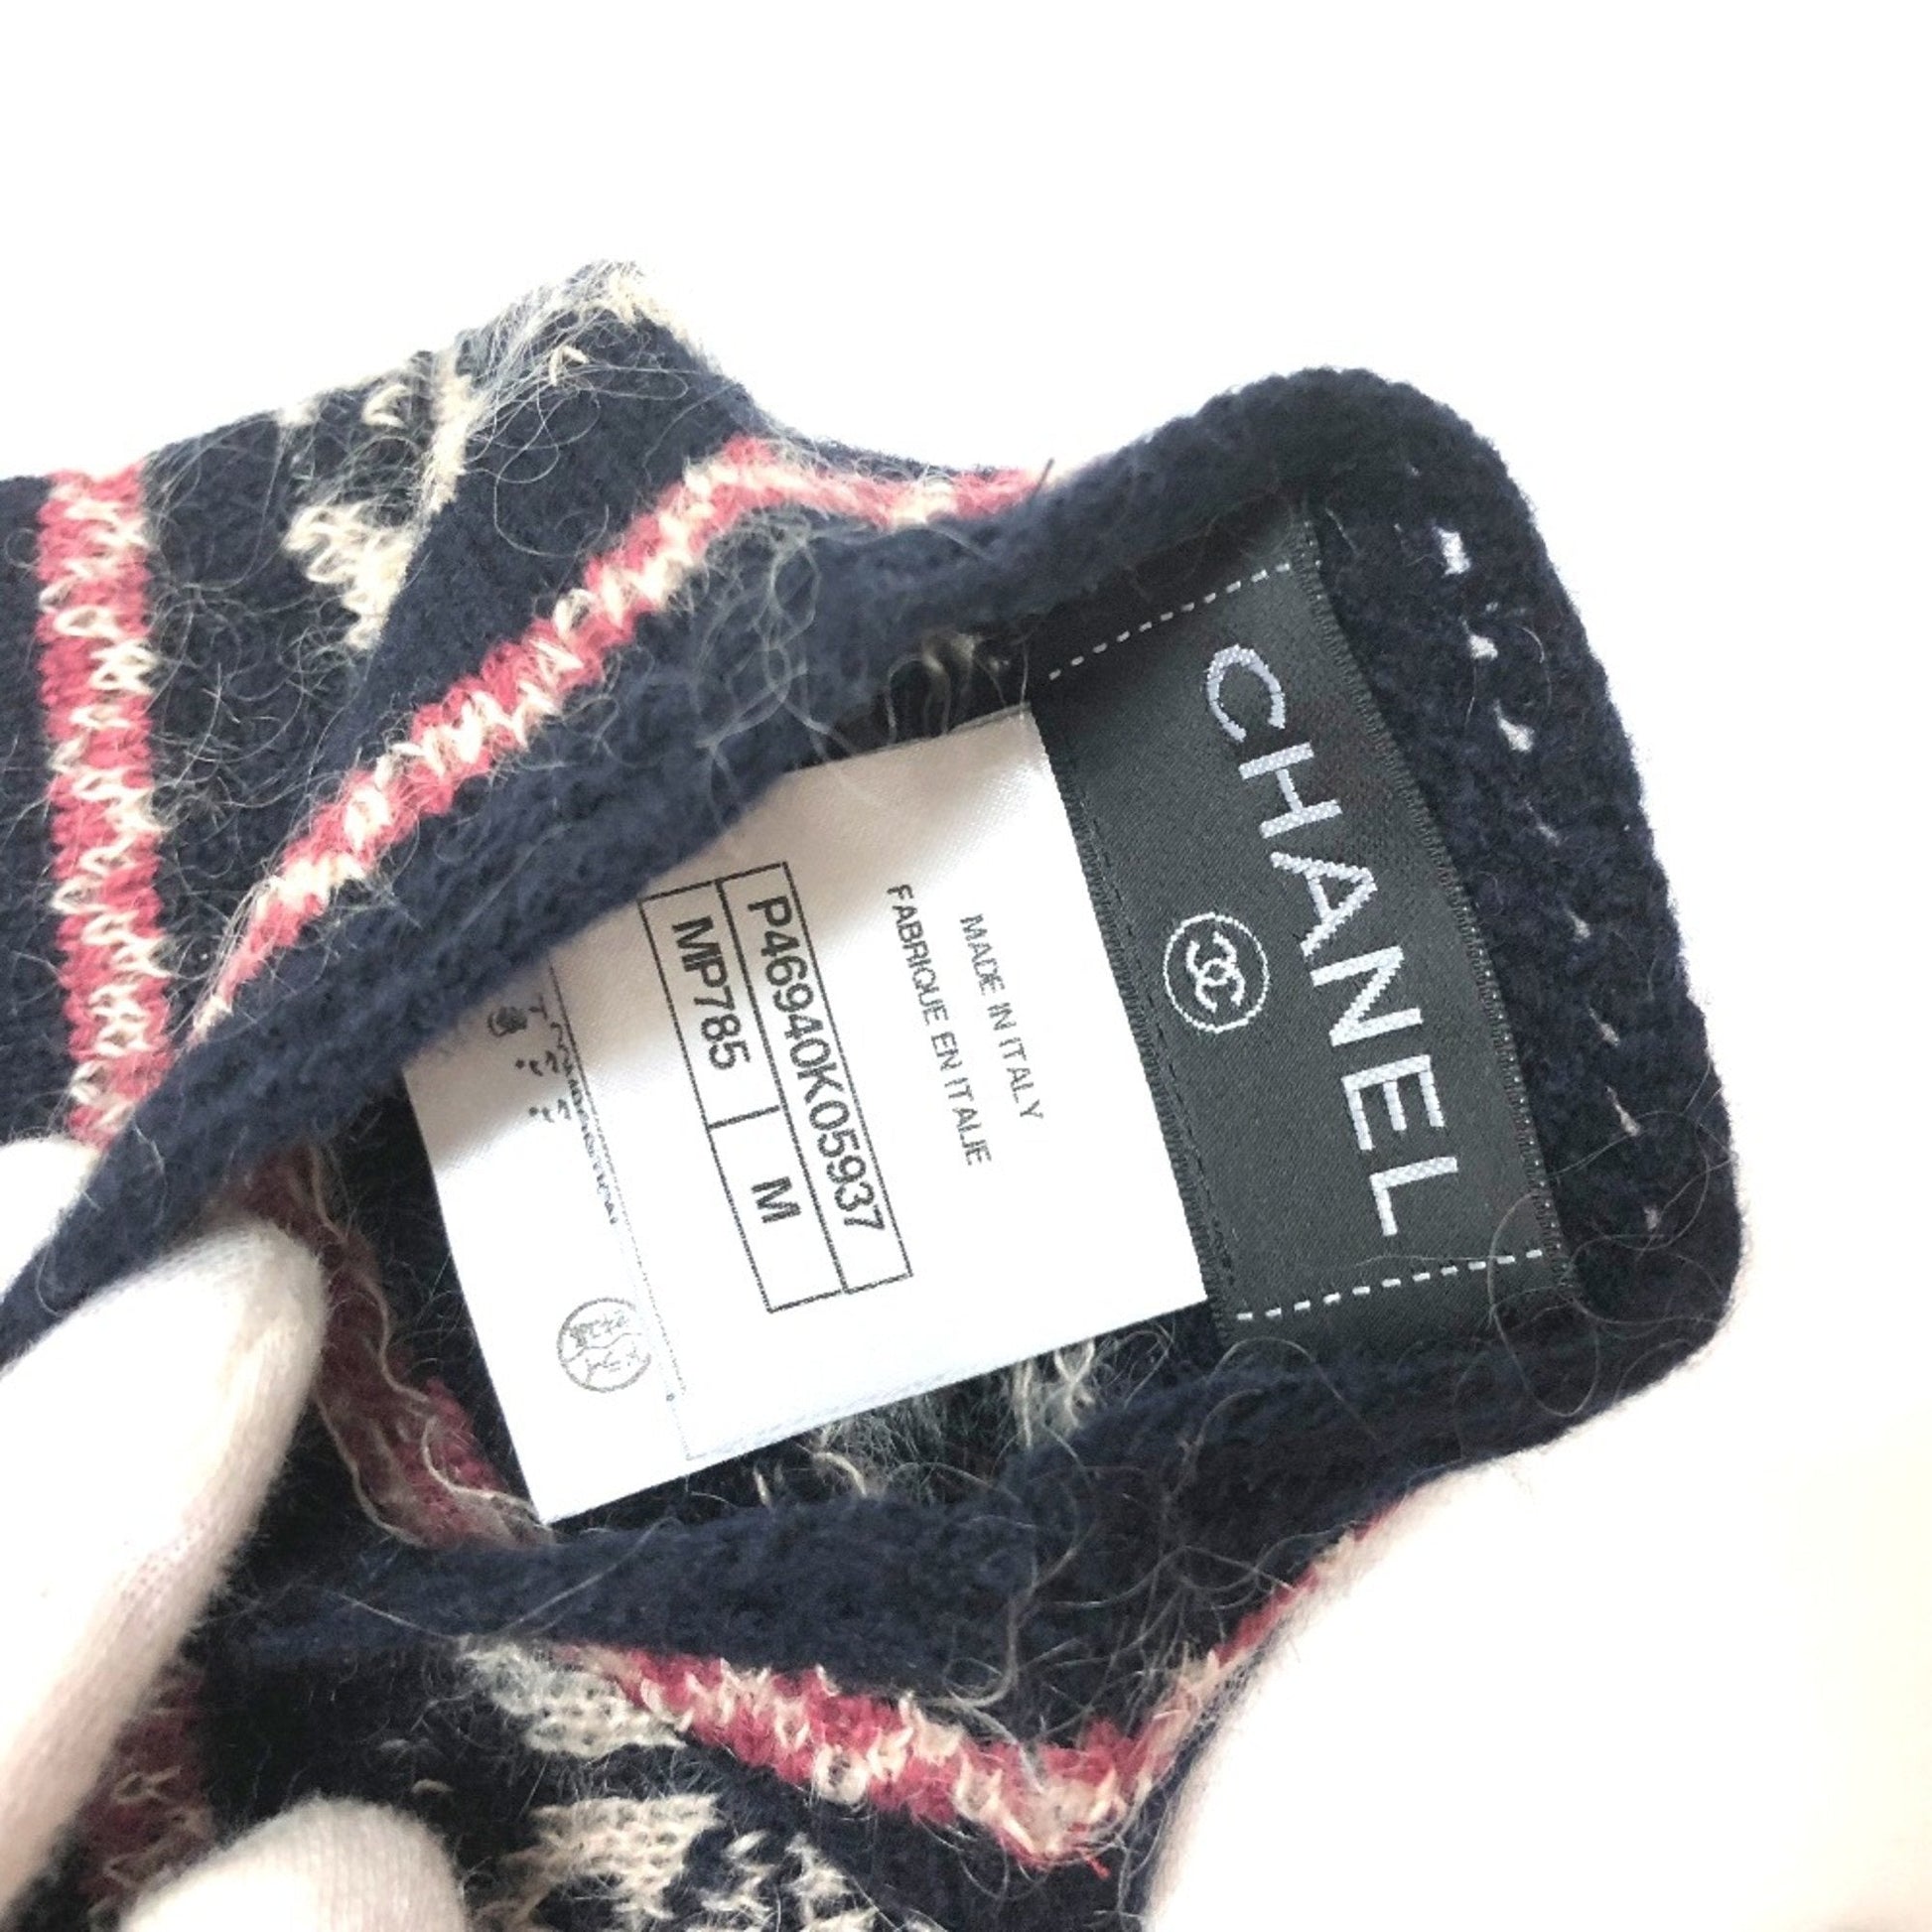 CHANEL
MADE IN ITALY
FABRIQUE EN ITALIE
P46940K05937
MP785 M